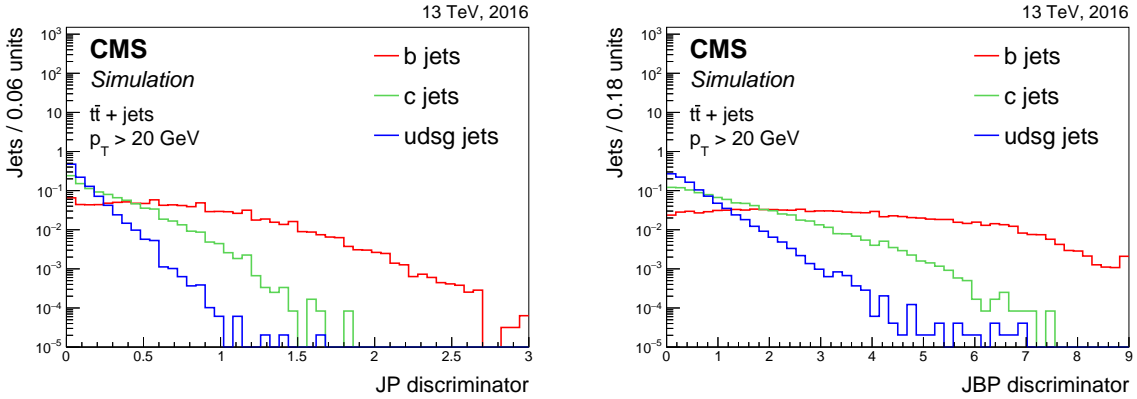 13 TeV, 2016
Jets / 0.06 units
CMS
Simulation
tt̄ + jets
p_T > 20 GeV
b jets
c jets
udsg jets
10³
10²
10
1
10⁻¹
10⁻²
10⁻³
10⁻⁴
10⁻⁵
0 0.5 1 1.5 2 2.5 3
JP discriminator
13 TeV, 2016
Jets / 0.18 units
CMS
Simulation
tt̄ + jets
p_T > 20 GeV
b jets
c jets
udsg jets
10³
10²
10
1
10⁻¹
10⁻²
10⁻³
10⁻⁴
10⁻⁵
0 1 2 3 4 5 6 7 8 9
JBP discriminator